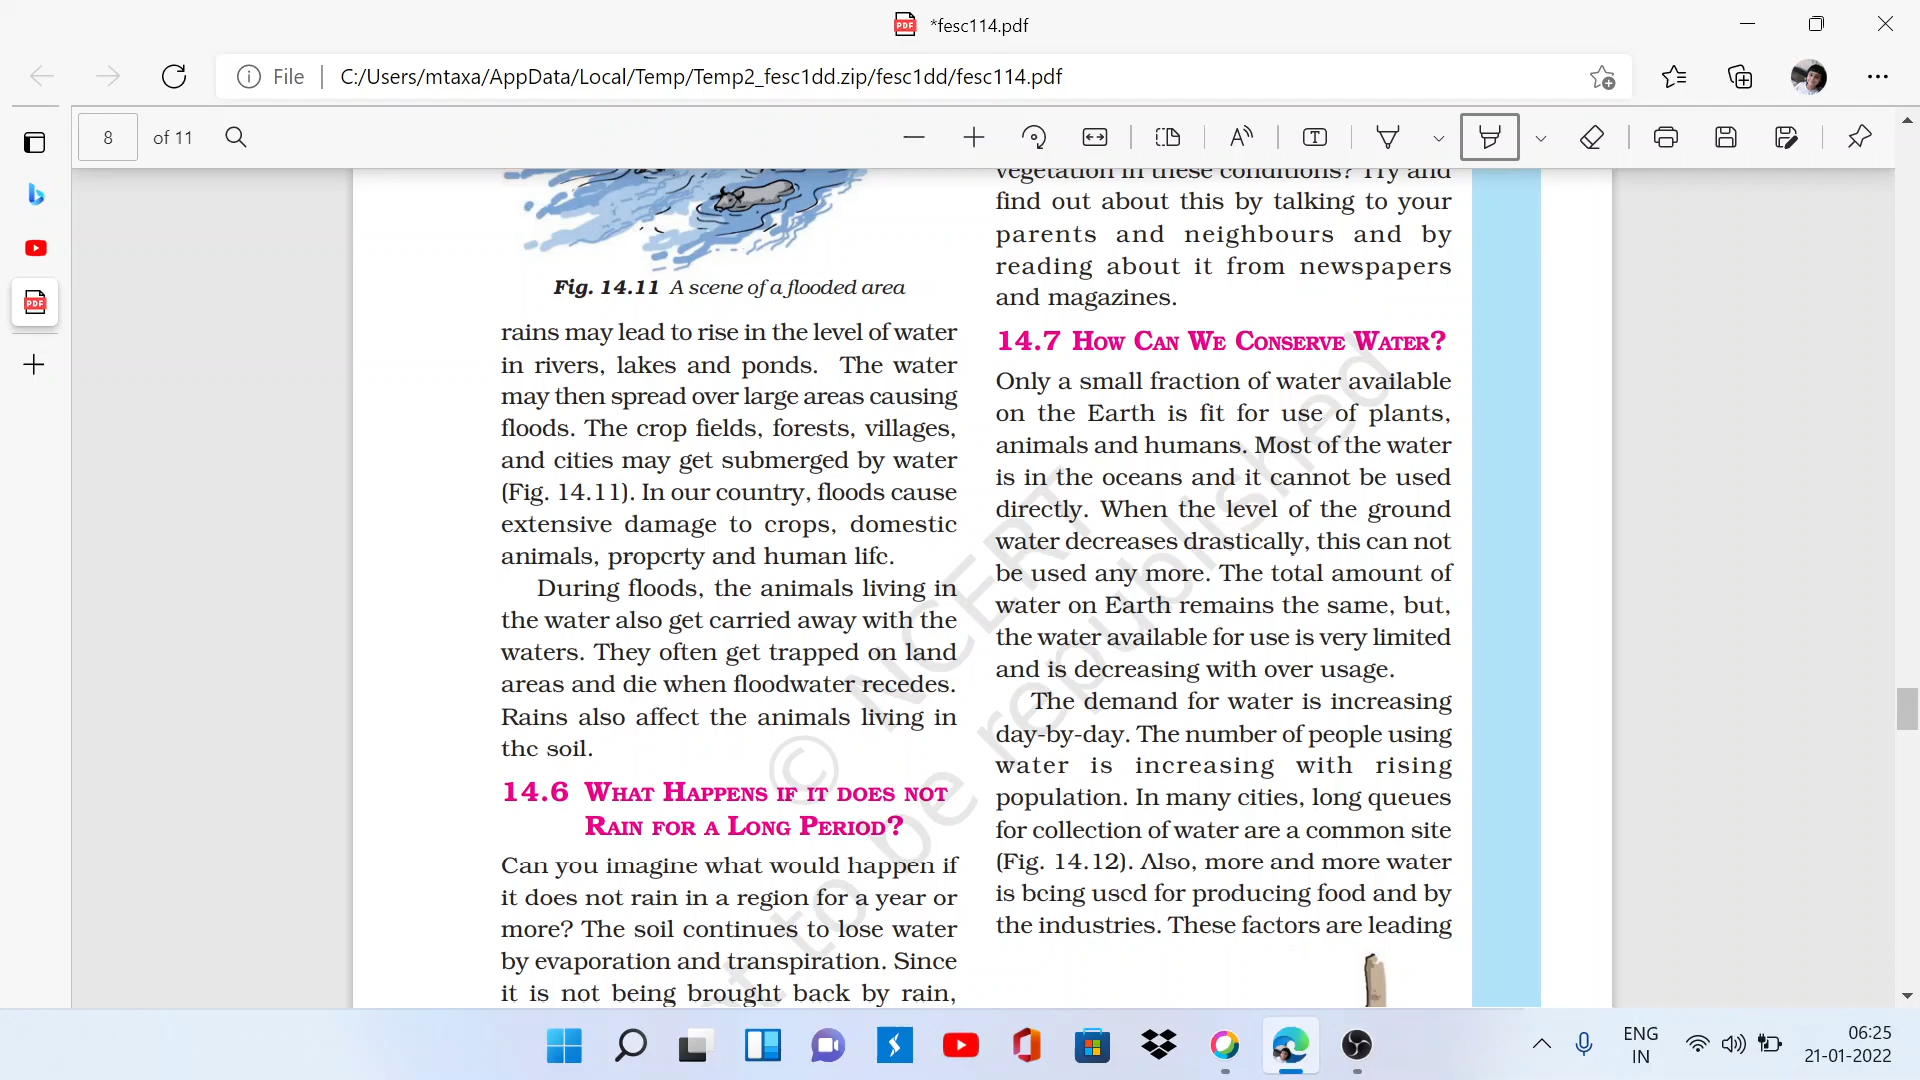 *fesc114.pdf
File
C:/Users/mtaxa/AppData/Local/Temp/Temp2_fesc1dd.zip/fesc1dd/fesc114.pdf
8 of 11
Fig. 14.11 A scene of a flooded area
rains may lead to rise in the level of water
in rivers, lakes and ponds. The water
may then spread over large areas causing
floods. The crop fields, forests, villages,
and cities may get submerged by water
(Fig. 14.11). In our country, floods cause
extensive damage to crops, domestic
animals, property and human life.
During floods, the animals living in
the water also get carried away with the
waters. They often get trapped on land
areas and die when floodwater recedes.
Rains also affect the animals living in
the soil.
14.6 WHAT HAPPENS IF IT DOES NOT
RAIN FOR A LONG PERIOD?
Can you imagine what would happen if
it does not rain in a region for a year or
more? The soil continues to lose water
by evaporation and transpiration. Since
it is not being brought back by rain,
vegetation in these conditions? Try and
find out about this by talking to your
parents and neighbours and by
reading about it from newspapers
and magazines.
14.7 HOW CAN WE CONSERVE WATER?
Only a small fraction of water available
on the Earth is fit for use of plants,
animals and humans. Most of the water
is in the oceans and it cannot be used
directly. When the level of the ground
water decreases drastically, this can not
be used any more. The total amount of
water on Earth remains the same, but,
the water available for use is very limited
and is decreasing with over usage.
The demand for water is increasing
day-by-day. The number of people using
water is increasing with rising
population. In many cities, long queues
for collection of water are a common site
(Fig. 14.12). Also, more and more water
is being used for producing food and by
the industries. These factors are leading
© NCERT
to be republished
ENG
IN
06:25
21-01-2022